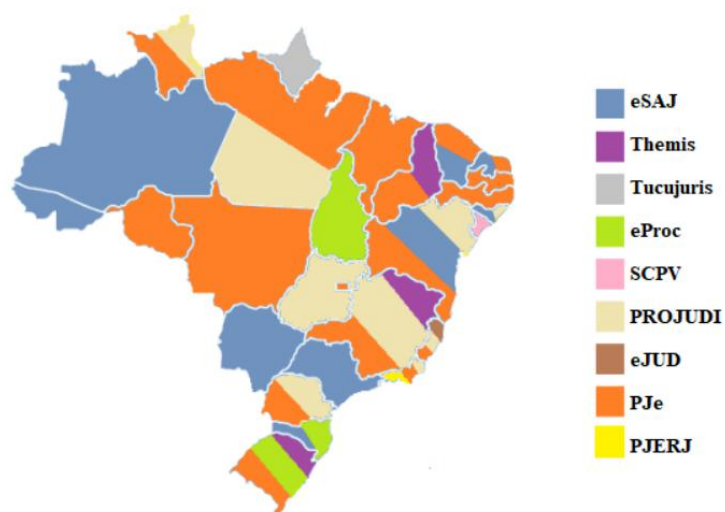 eSAJ
Themis
Tucujuris
eProc
SCPV
PROJUDI
eJUD
PJe
PJERJ